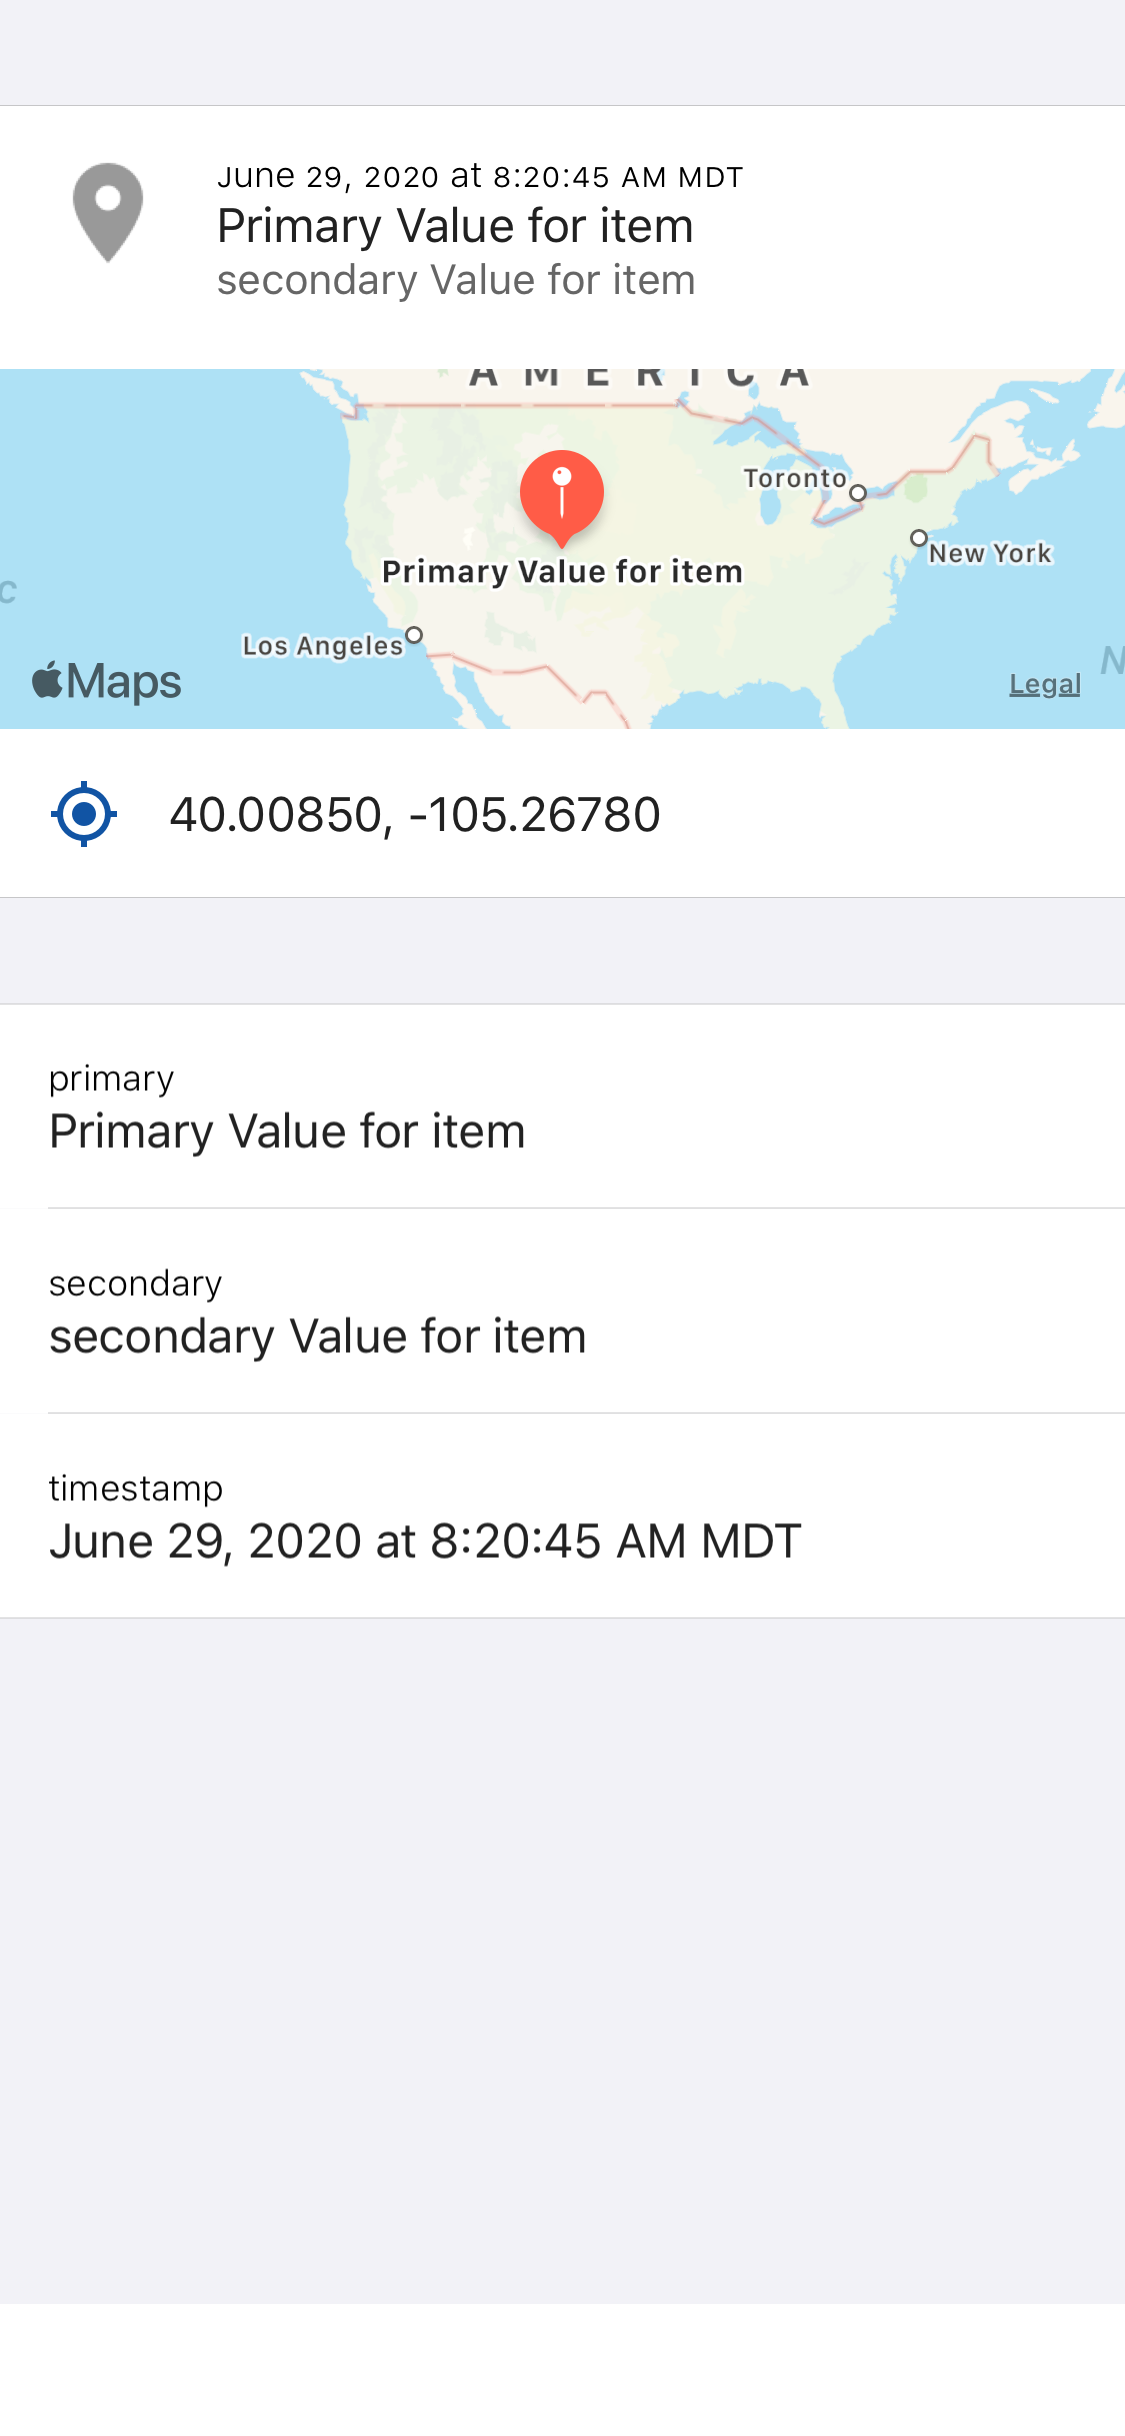 June 29, 2020 at 8:20:45 AM MDT
Primary Value for item
secondary Value for item
AMERICA
Toronto
New York
Primary Value for item
C
Los Angeles
N
Maps
Legal
40.00850, -105.26780
primary
Primary Value for item
secondary
secondary Value for item
timestamp
June 29, 2020 at 8:20:45 AM MDT